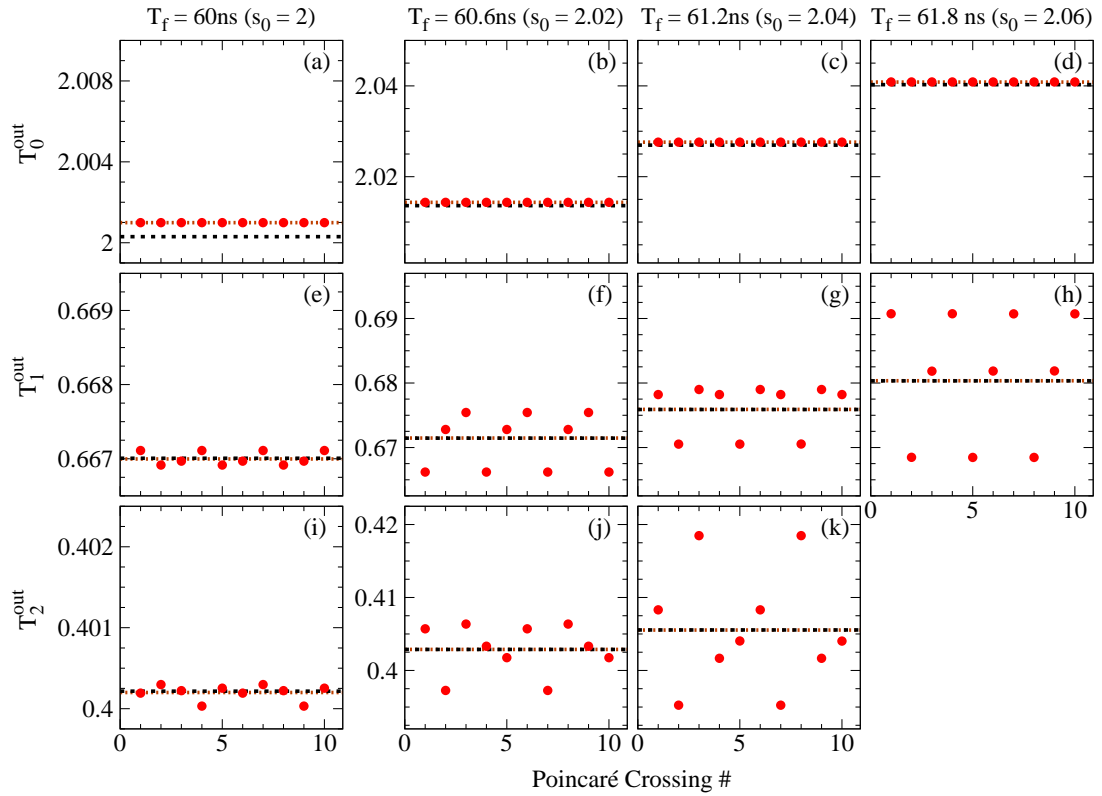 T_f = 60ns (s_0 = 2) T_f = 60.6ns (s_0 = 2.02) T_f = 61.2ns (s_0 = 2.04) T_f = 61.8 ns (s_0 = 2.06)
(a) (b) (c) (d)
2.008 2.04
T_0^out 2.004
2.02
2
(e) (f) (g) (h)
0.669 0.69
T_1^out 0.668 0.68
0.667 0.67
0 5 10
(i) (j) (k)
0.402 0.42
T_2^out 0.401 0.41
0.4 0.4
0 5 10 0 5 10 0 5 10
Poincaré Crossing #